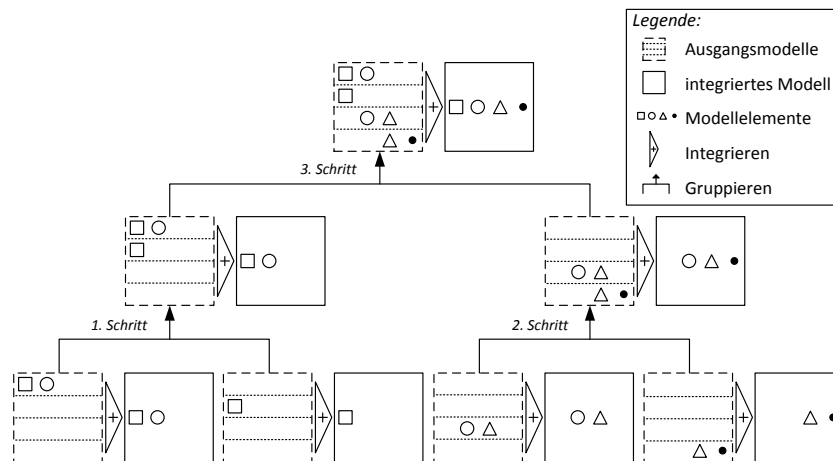 Legende:
Ausgangsmodelle
integriertes Modell
Modellelemente
Integrieren
Gruppieren
3. Schritt
1. Schritt
2. Schritt